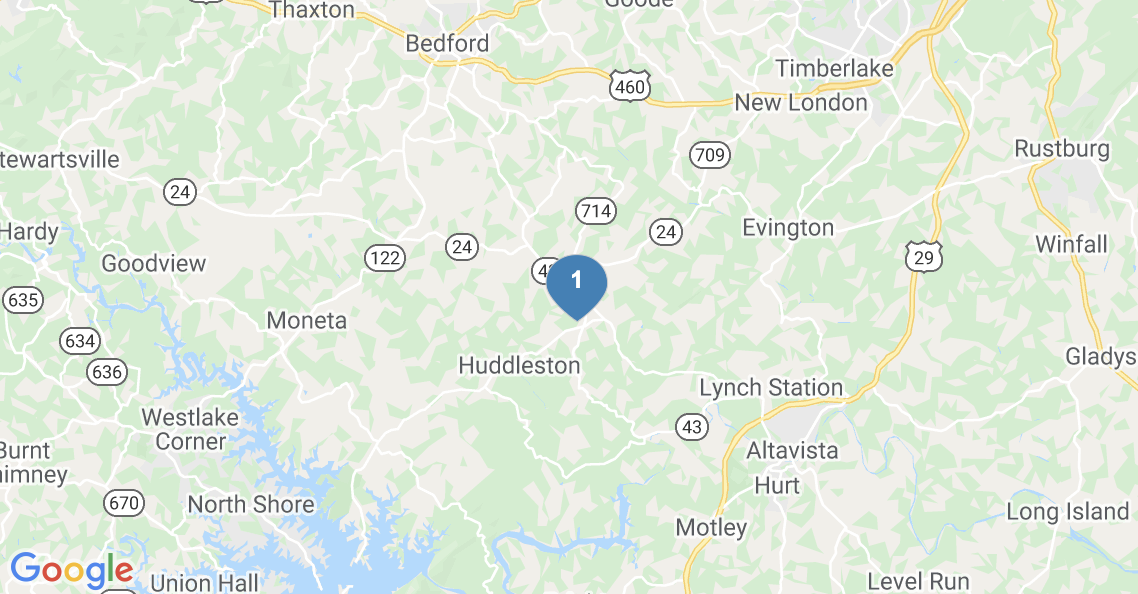 Thaxton
Goode
Bedford
Timberlake
460
New London
Rustburg
709
tewartsville
24
714
24
Evington
Hardy
24
Winfall
122
29
Goodview
1
635
Moneta
634
Gladys
636
Huddleston
Lynch Station
Westlake
Corner
43
Burnt
Altavista
himney
Hurt
670
North Shore
Long Island
Motley
Google
Union Hall
Level Run